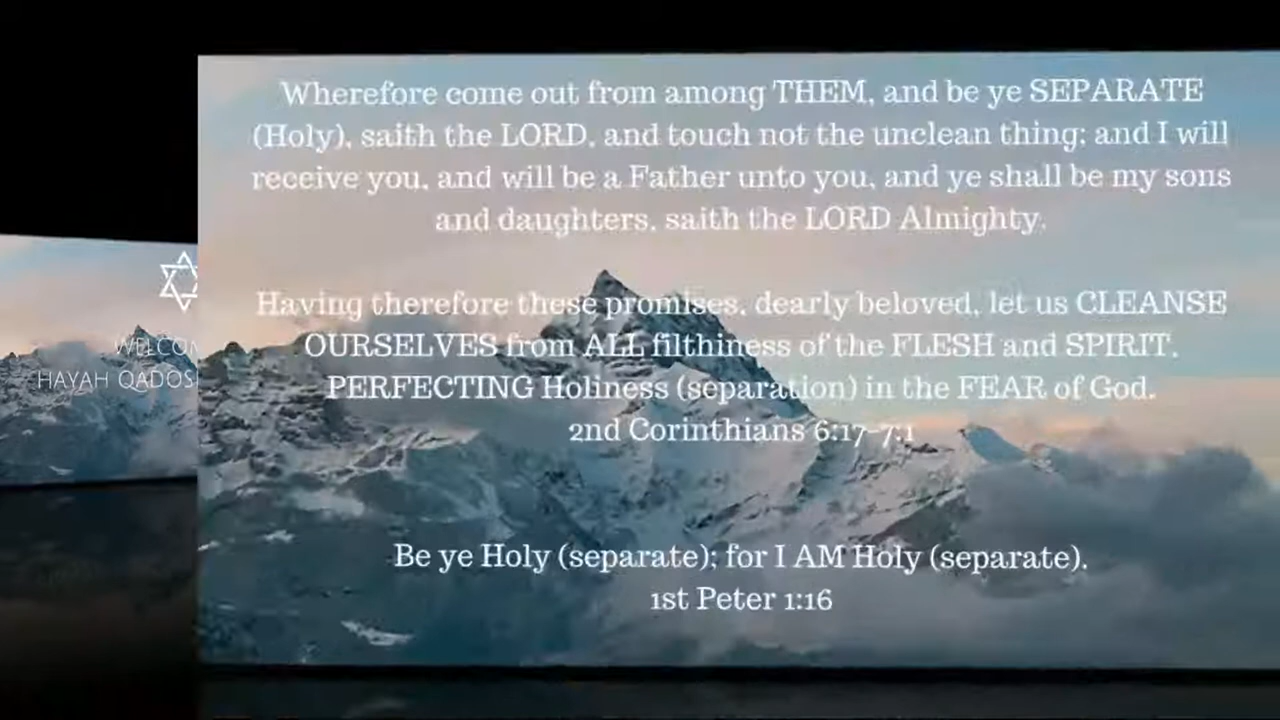 Wherefore come out from among THEM, and be ye SEPARATE
(Holy), saith the LORD, and touch not the unclean thing; and I will
receive you, and will be a Father unto you, and ye shall be my sons
and daughters, saith the LORD Almighty.
Having therefore these promises, dearly beloved, let us CLEANSE
OURSELVES from ALL filthiness of the FLESH and SPIRIT,
PERFECTING Holiness (separation) in the FEAR of God.
2nd Corinthians 6:17-7:1
Be ye Holy (separate); for I AM Holy (separate).
1st Peter 1:16
HAYAH